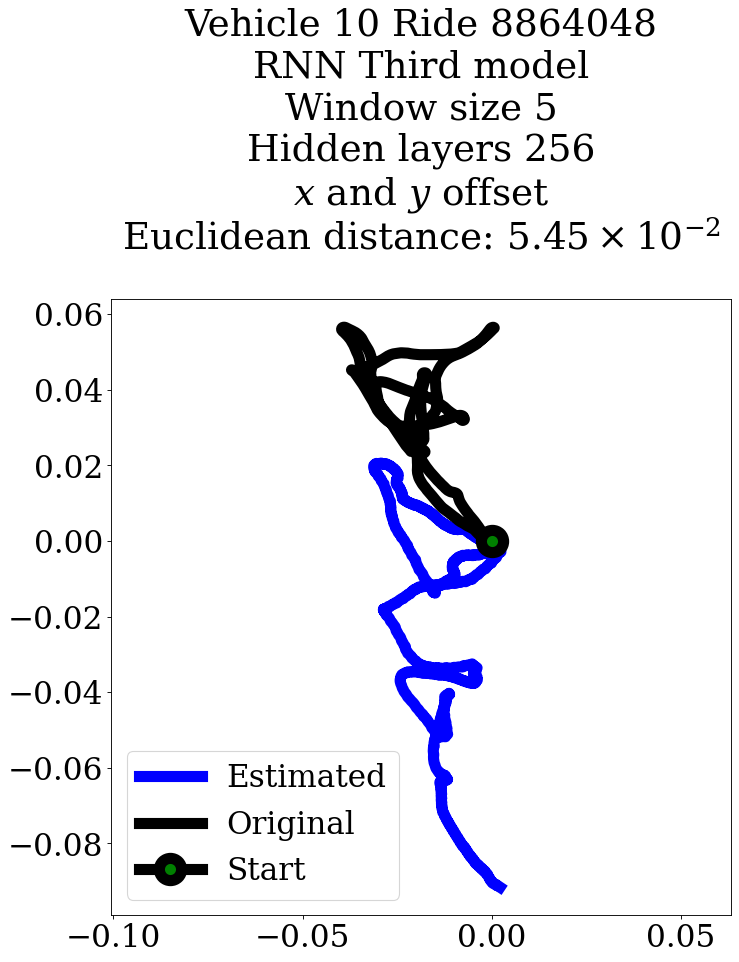 Vehicle 10 Ride 8864048
RNN Third model
Window size 5
Hidden layers 256
x and y offset
Euclidean distance: 5.45 × 10⁻²
0.06
0.04
0.02
0.00
−0.02
−0.04
−0.06
−0.08
Estimated
Original
Start
−0.10 −0.05 0.00 0.05